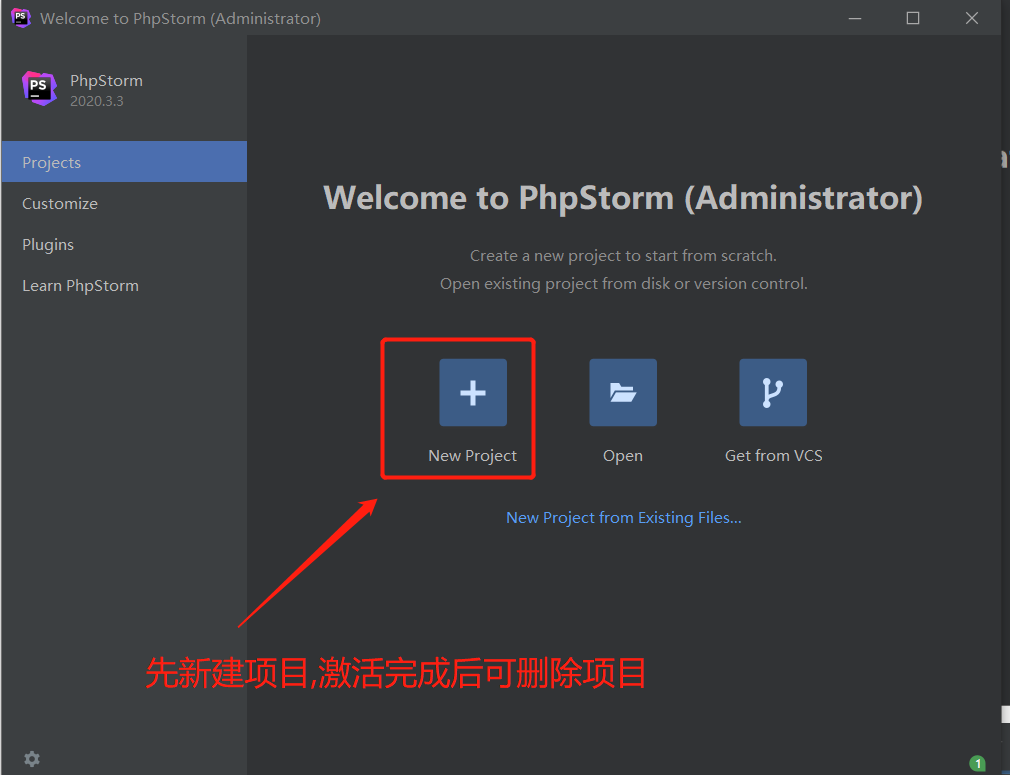 Welcome to PhpStorm (Administrator)
PS
PhpStorm
2020.3.3
Projects
Customize
Plugins
Learn PhpStorm
Welcome to PhpStorm (Administrator)
Create a new project to start from scratch.
Open existing project from disk or version control.
New Project
Open
Get from VCS
New Project from Existing Files...
先新建项目,激活完成后可删除项目
1